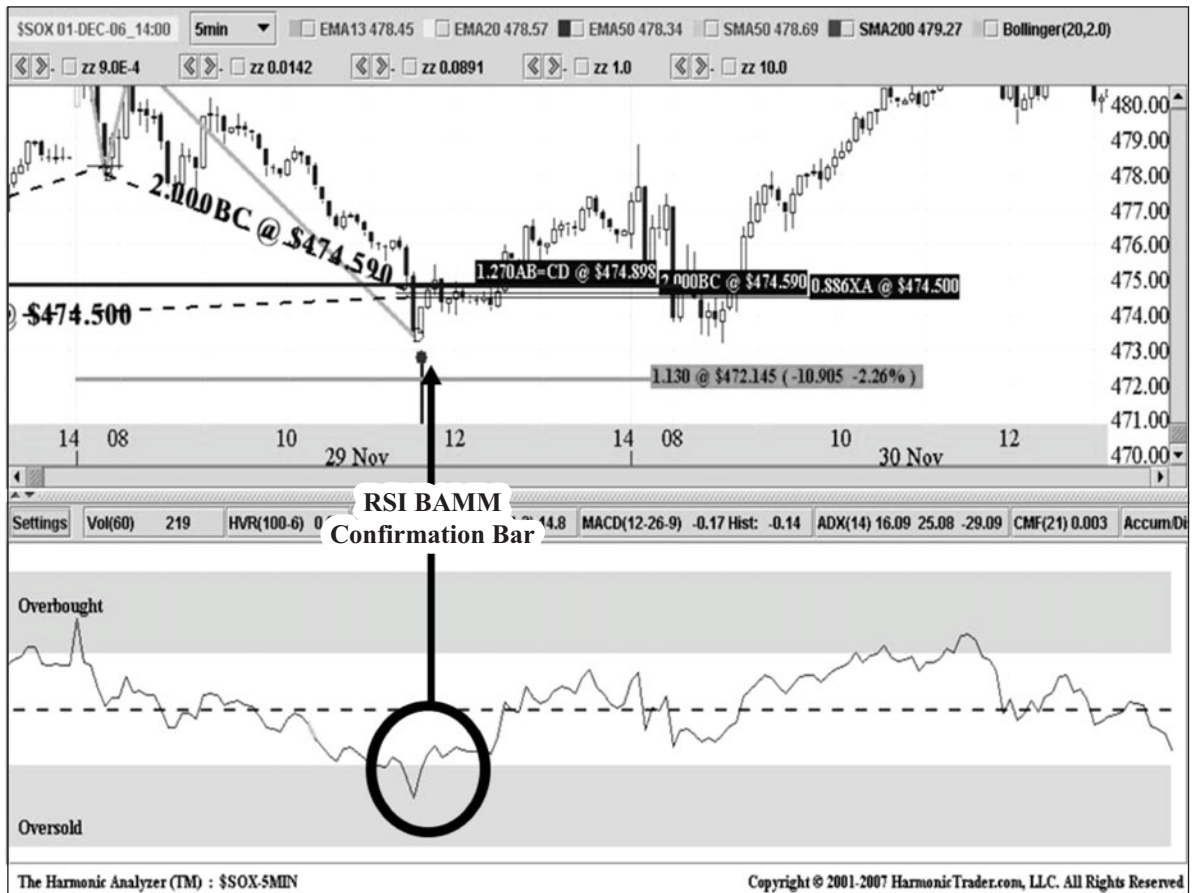 $SOX 01-DEC-06_14:00 5min EMA13 478.45 EMA20 478.57 EMA50 478.34 SMA50 478.69 SMA200 479.27 Bollinger(20,2.0)
zz 9.0E-4 zz 0.0142 zz 0.0891 zz 1.0 zz 10.0
480.00
479.00
478.00
2.000BC @ $474.590
477.00
476.00
1.270AB=CD @ $474.898 2.000BC @ $474.590 0.886XA @ $474.500
475.00
@ $474.500
474.00
473.00
1.130 @ $472.145 ( -10.905 -2.26% )
472.00
471.00
14 08 10 12 14 08 10 12
29 Nov 30 Nov
470.00
RSI BAMM
Confirmation Bar
Settings Vol(60) 219 HVR(100-6) 14.8 MACD(12-26-9) -0.17 Hist: -0.14 ADX(14) 16.09 25.08 -29.09 CMF(21) 0.003 Accum/Di
Overbought
Oversold
The Harmonic Analyzer (TM) : $SOX-5MIN Copyright © 2001-2007 HarmonicTrader.com, LLC. All Rights Reserved